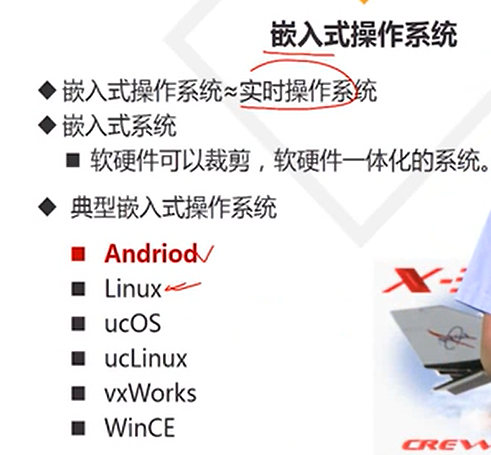 嵌入式操作系统
◆ 嵌入式操作系统≈实时操作系统
◆ 嵌入式系统
■ 软硬件可以裁剪，软硬件一体化的系统。
◆ 典型嵌入式操作系统
■ Andriod
■ Linux
■ ucOS
■ ucLinux
■ vxWorks
■ WinCE
X-
CREW